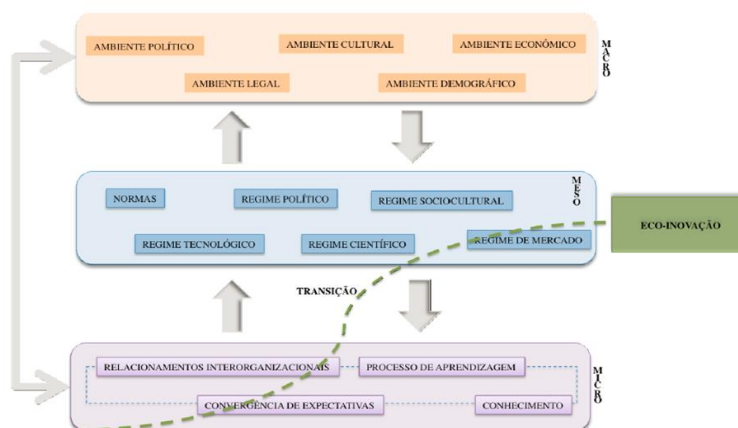 AMBIENTE POLÍTICO
AMBIENTE CULTURAL
AMBIENTE ECONÔMICO
AMBIENTE LEGAL
AMBIENTE DEMOGRÁFICO
MACRO
NORMAS
REGIME POLÍTICO
REGIME SOCIOCULTURAL
MESO
REGIME TECNOLÓGICO
REGIME CIENTÍFICO
REGIME DE MERCADO
ECO-INOVAÇÃO
TRANSIÇÃO
RELACIONAMENTOS INTERORGANIZACIONAIS
PROCESSO DE APRENDIZAGEM
MICRO
CONVERGÊNCIA DE EXPECTATIVAS
CONHECIMENTO